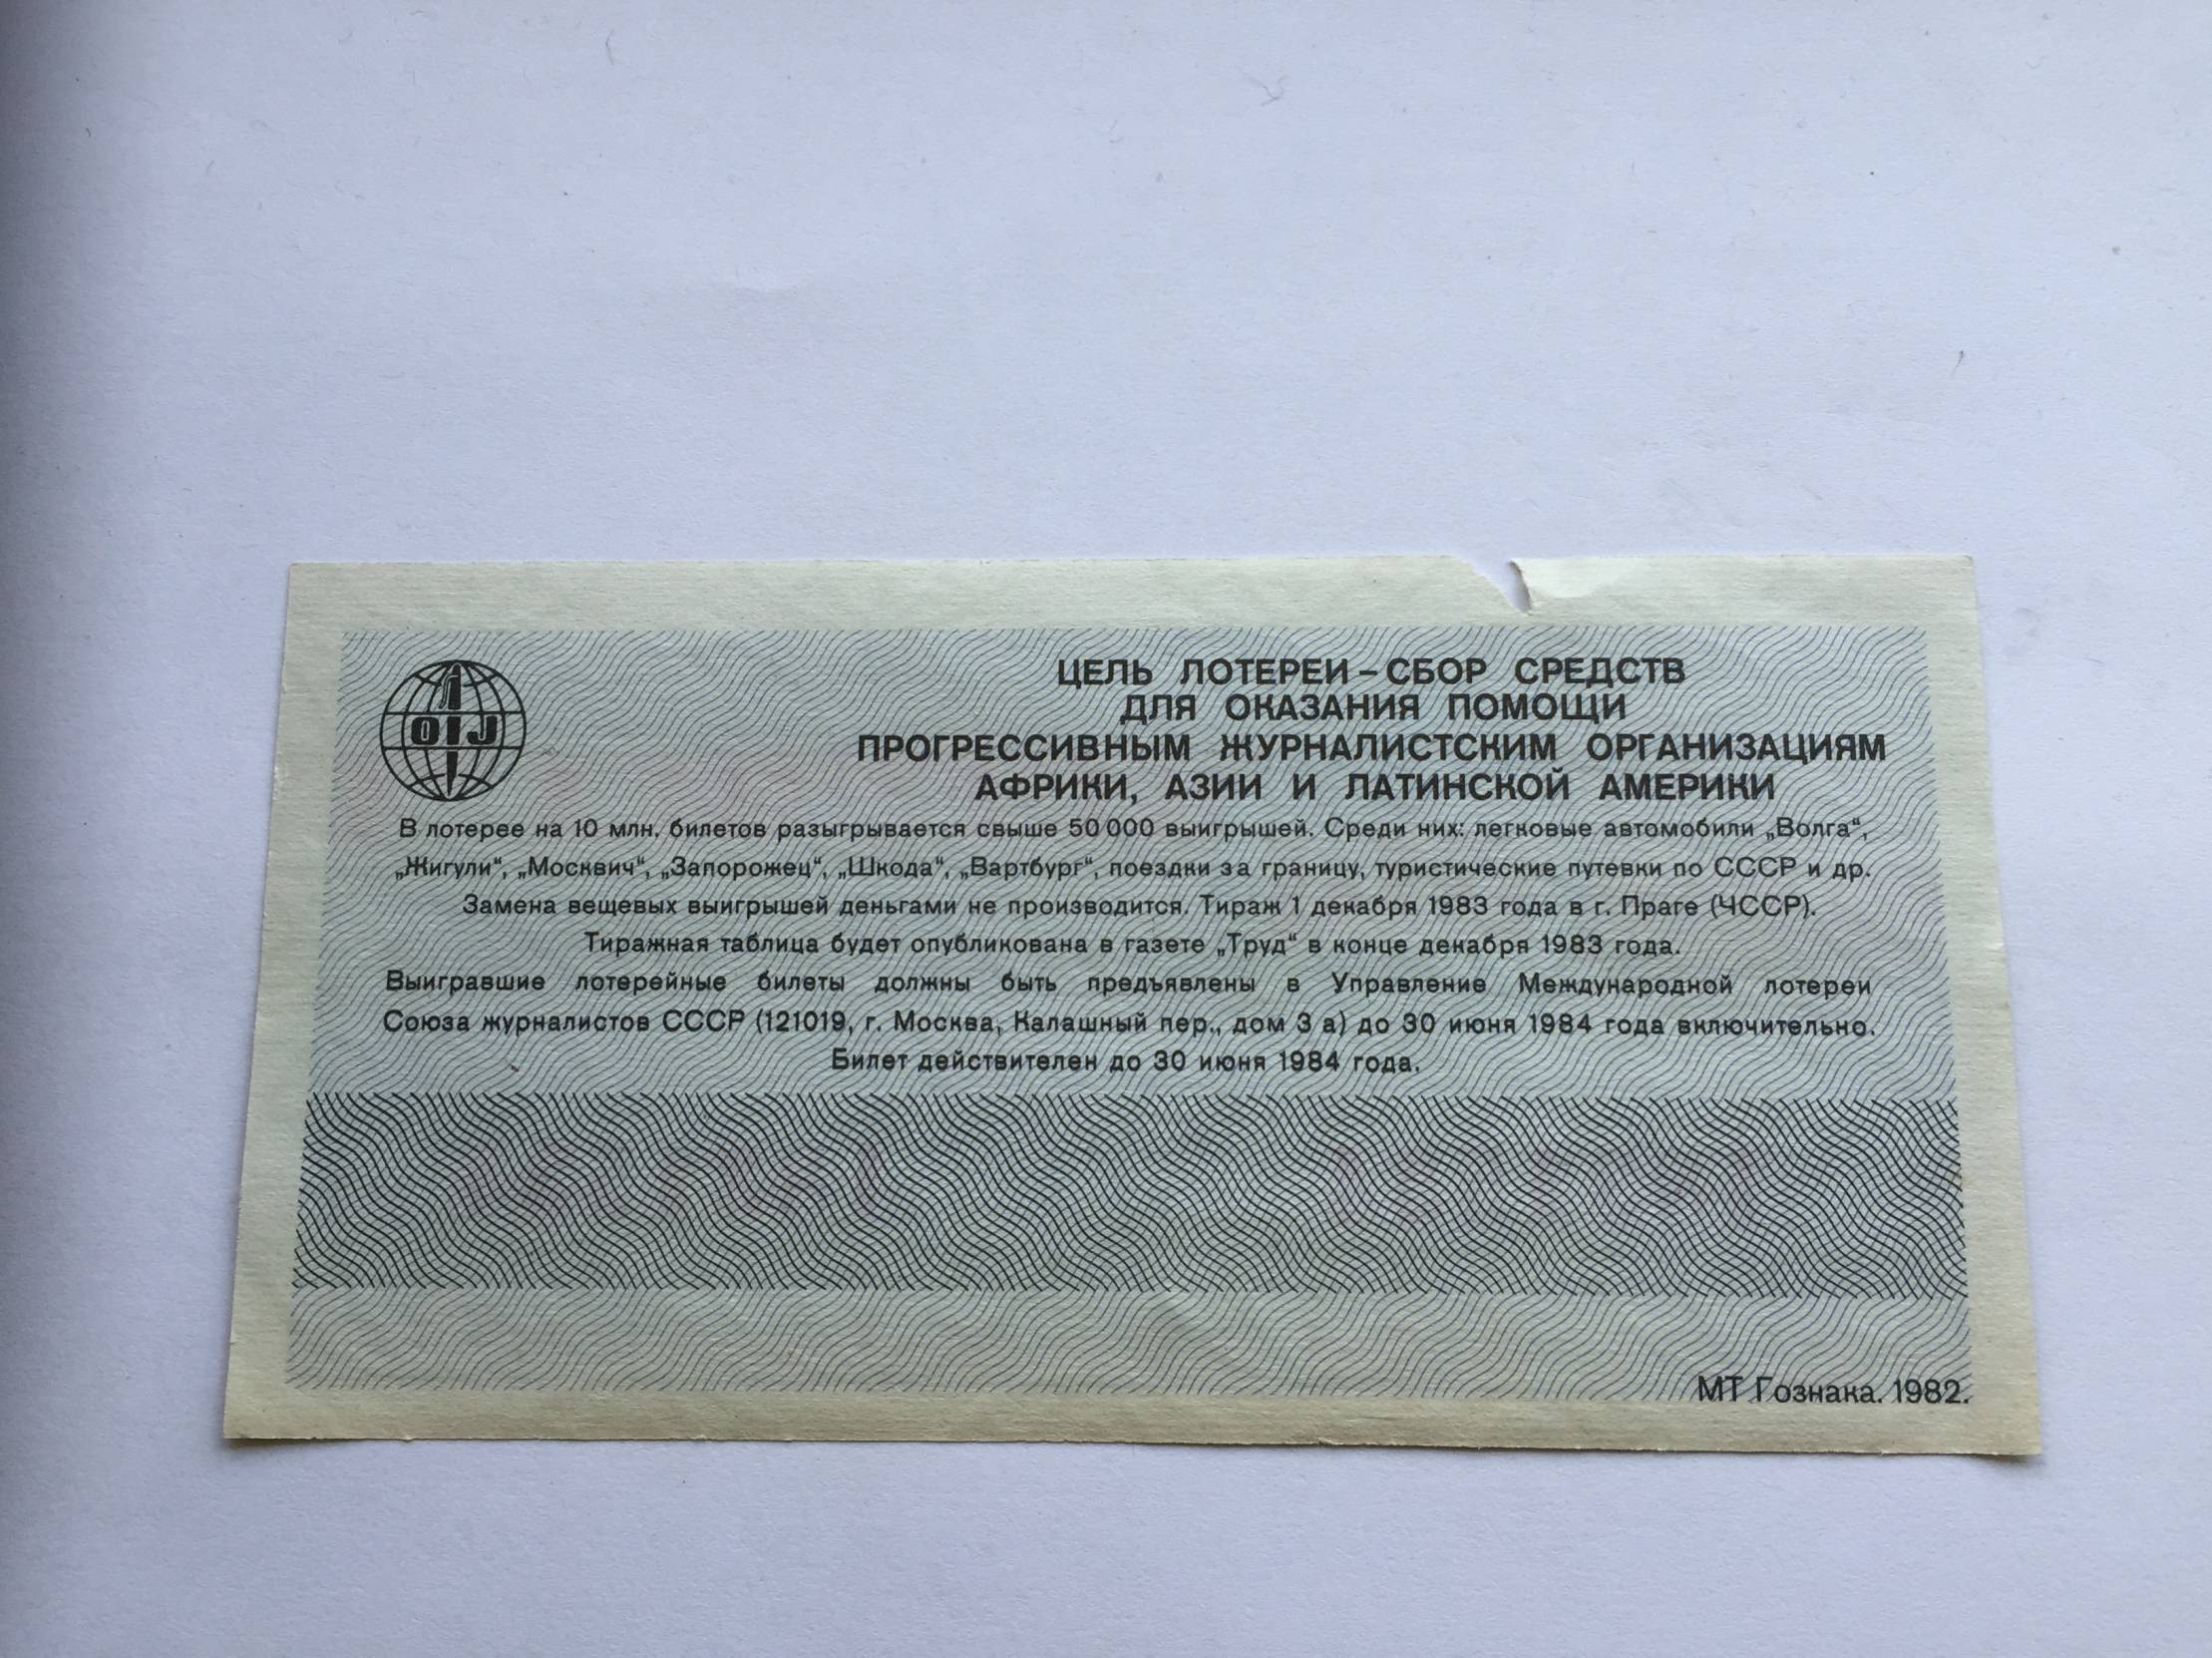 OIJ
ЦЕЛЬ ЛОТЕРЕИ – СБОР СРЕДСТВ
ДЛЯ ОКАЗАНИЯ ПОМОЩИ
ПРОГРЕССИВНЫМ ЖУРНАЛИСТСКИМ ОРГАНИЗАЦИЯМ
АФРИКИ, АЗИИ И ЛАТИНСКОЙ АМЕРИКИ
В лотерее на 10 млн. билетов разыгрывается свыше 50 000 выигрышей. Среди них: легковые автомобили „Волга“,
„Жигули“, „Москвич“, „Запорожец“, „Шкода“, „Вартбург“, поездки за границу, туристические путевки по СССР и др.
Замена вещевых выигрышей деньгами не производится. Тираж 1 декабря 1983 года в г. Праге (ЧССР).
Тиражная таблица будет опубликована в газете „Труд“ в конце декабря 1983 года.
Выигравшие лотерейные билеты должны быть предъявлены в Управление Международной лотереи
Союза журналистов СССР (121019, г. Москва, Калашный пер., дом 3 а) до 30 июня 1984 года включительно.
Билет действителен до 30 июня 1984 года.
МТ Гознака. 1982.